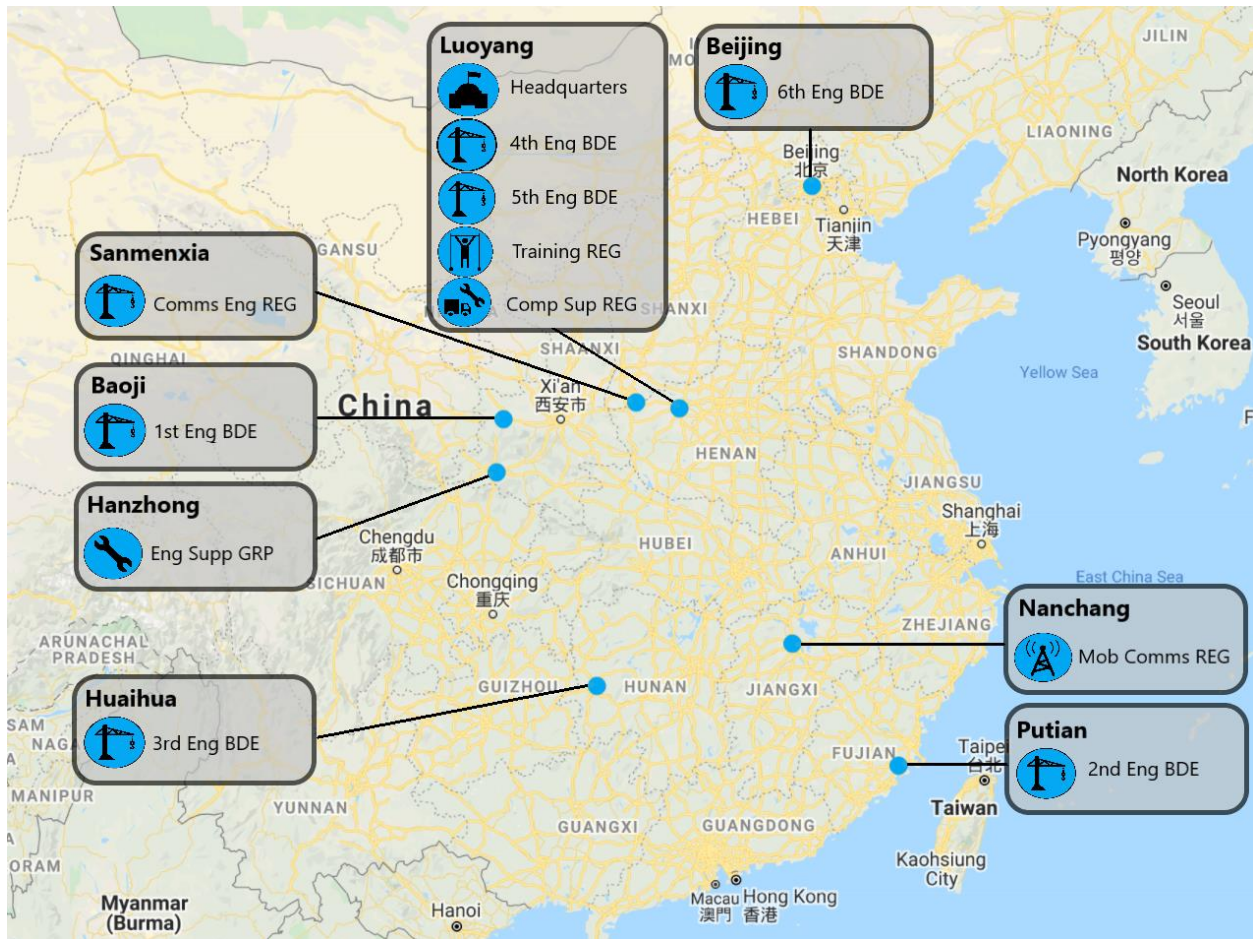 Luoyang
Headquarters
4th Eng BDE
5th Eng BDE
Training REG
Comp Sup REG
Beijing
6th Eng BDE
Sanmenxia
Comms Eng REG
Baoji
1st Eng BDE
Hanzhong
Eng Supp GRP
Huaihua
3rd Eng BDE
Nanchang
Mob Comms REG
Putian
2nd Eng BDE
JILIN
LIAONING
Beijing
北京
HEBEI
Tianjin
天津
North Korea
Pyongyang
평양
Seoul
서울
South Korea
GANSU
SHANXI
SHAANXI
SHANDONG
Yellow Sea
QINGHAI
Xi'an
西安市
China
HENAN
JIANGSU
Shanghai
上海
Chengdu
成都市
HUBEI
ANHUI
SICHUAN
Chongqing
重庆
East China Sea
ZHEJIANG
ARUNACHAL
PRADESH
GUIZHOU
HUNAN
JIANGXI
SAM
NAGA
FUJIAN
Taipei
台北
MANIPUR
YUNNAN
Taiwan
GUANGXI
GUANGDONG
Kaohsiung
City
ORAM
Macau
澳門
Hong Kong
香港
Myanmar
(Burma)
Hanoi